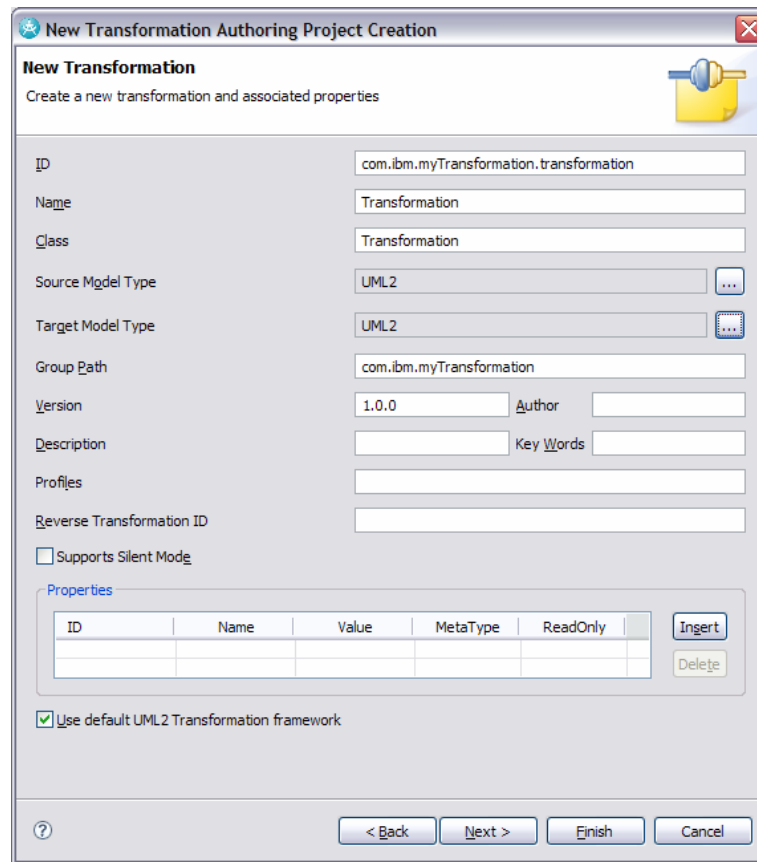 New Transformation Authoring Project Creation
New Transformation
Create a new transformation and associated properties
ID com.ibm.myTransformation.transformation
Name Transformation
Class Transformation
Source Model Type UML2 ...
Target Model Type UML2 ...
Group Path com.ibm.myTransformation
Version 1.0.0 Author
Description Key Words
Profiles
Reverse Transformation ID
Supports Silent Mode
Properties
ID Name Value MetaType ReadOnly Insert
Delete
Use default UML2 Transformation framework
? < Back Next > Finish Cancel